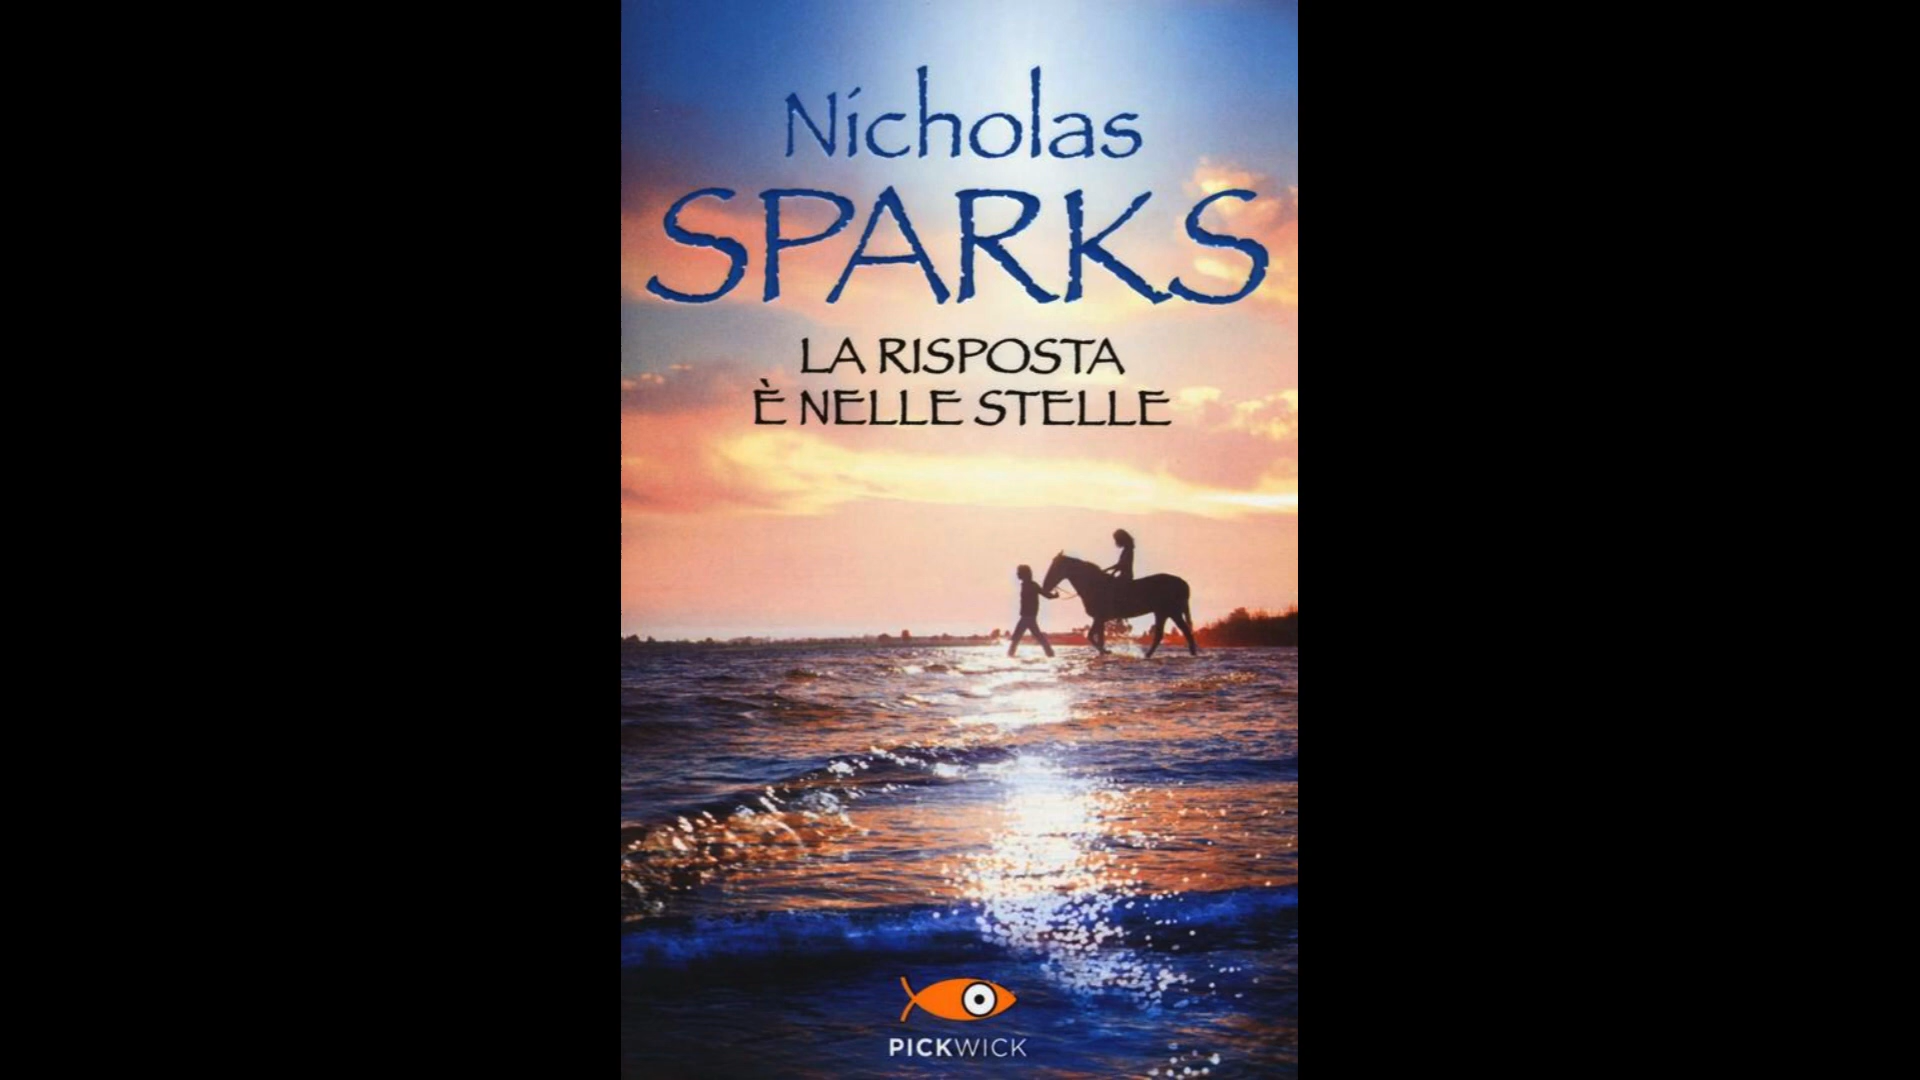 Nicholas
SPARKS
LA RISPOSTA
È NELLE STELLE
PICKWICK